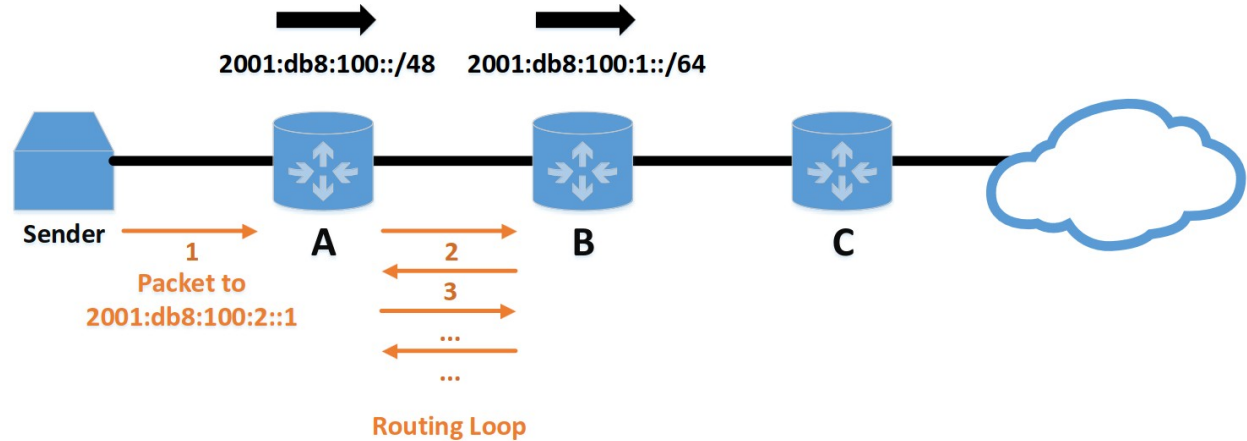 2001:db8:100::/48
2001:db8:100:1::/64
Sender
A
B
C
1
Packet to
2001:db8:100:2::1
2
3
...
...
Routing Loop